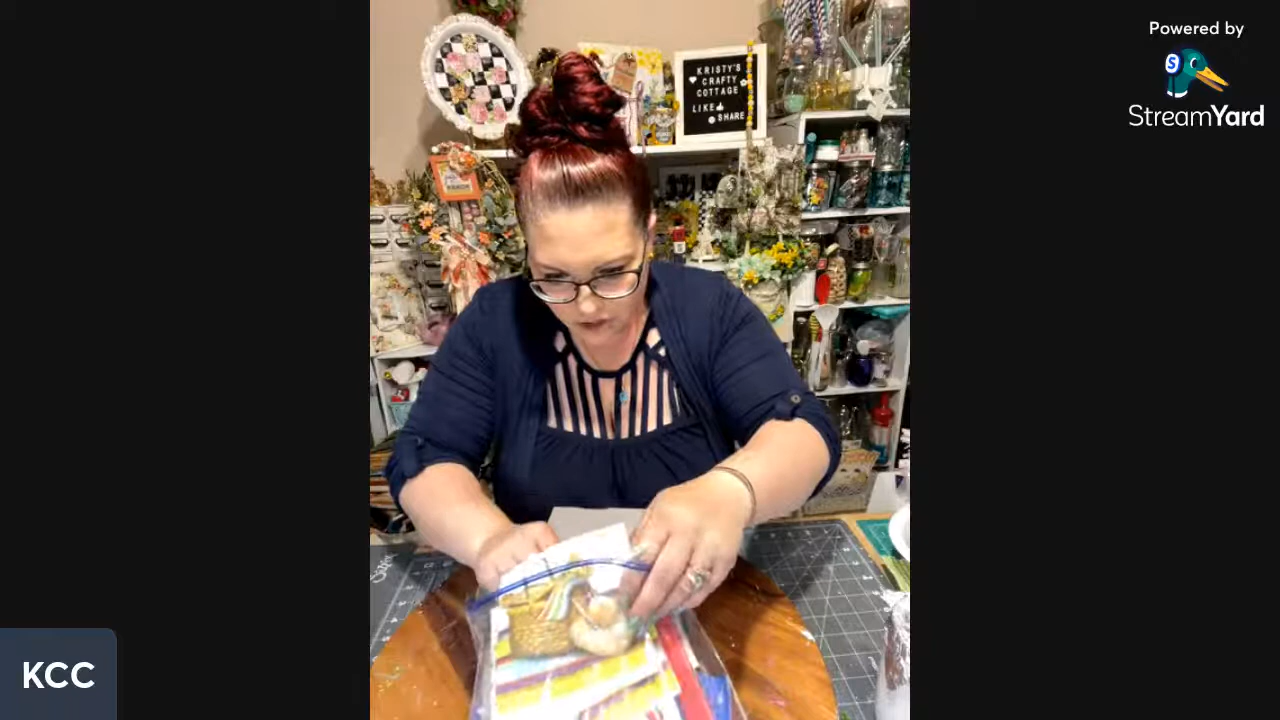 Powered by
StreamYard
KRISTY'S
CRAFTY
COTTAGE
LIKE
SHARE
KCC